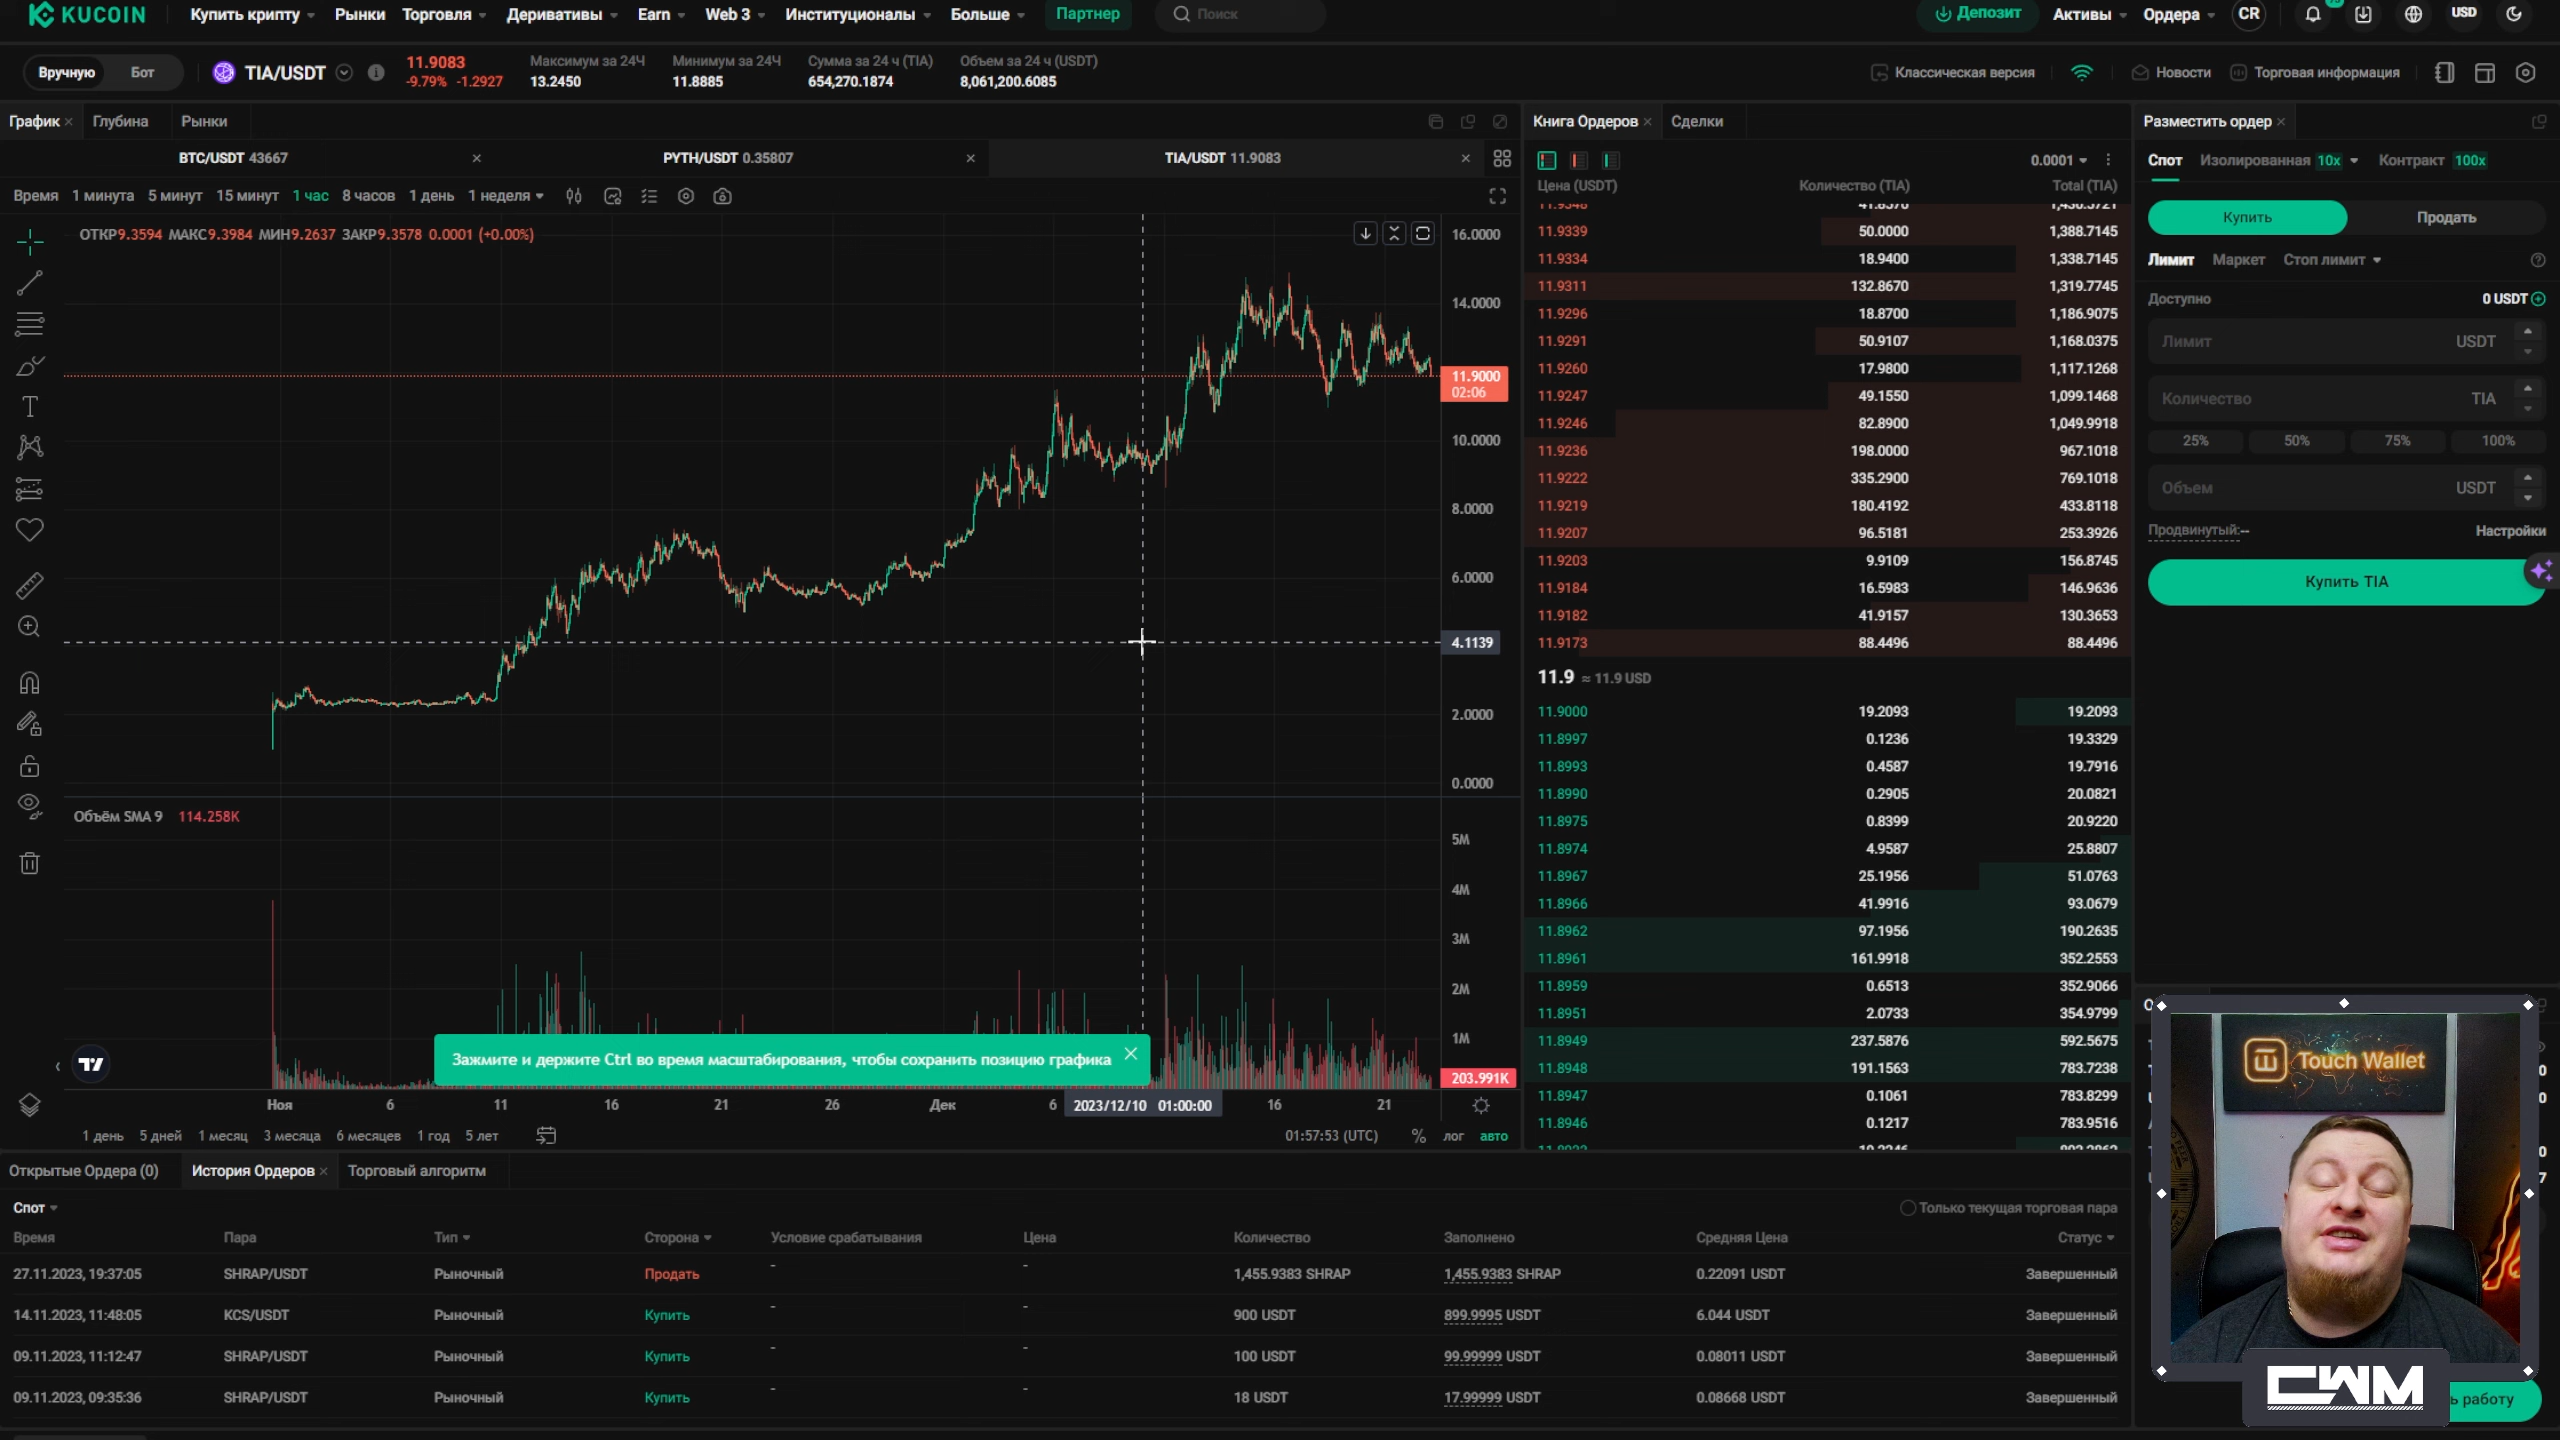 KUCOIN Купить крипту Рынки Торговля Деривативы Earn Web 3 Институционалы Больше Партнер Поиск Депозит Активы Ордера CR USD
Вручную Бот TIA/USDT 11.9083 -9.79% -1.2927 Максимум за 24Ч 13.2450 Минимум за 24Ч 11.8885 Сумма за 24 ч (TIA) 654,270.1874 Объем за 24 ч (USDT) 8,061,200.6085 Классическая версия Новости Торговая информация
График Глубина Рынки
BTC/USDT 43667 PYTH/USDT 0.35807 TIA/USDT 11.9083
Время 1 минута 5 минут 15 минут 1 час 8 часов 1 день 1 неделя
ОТКР9.3594 МАКС9.3984 МИН9.2637 ЗАКР9.3578 0.0001 (+0.00%)
16.0000
14.0000
11.9000
02:06
10.0000
8.0000
6.0000
4.1139
2.0000
0.0000
Объём SMA 9 114.258K
5M
4M
3M
2M
1M
203.991K
Зажмите и держите Ctrl во время масштабирования, чтобы сохранить позицию графика
Ноя 6 11 16 21 26 Дек 6 2023/12/10 01:00:00 16 21
1 день 5 дней 1 месяц 3 месяца 6 месяцев 1 год 5 лет 01:57:53 (UTC) % лог авто
Книга Ордеров Сделки
0.0001
Цена (USDT) Количество (TIA) Total (TIA)
11.9339 50.0000 1,388.7145
11.9334 18.9400 1,338.7145
11.9311 132.8670 1,319.7745
11.9296 18.8700 1,186.9075
11.9291 50.9107 1,168.0375
11.9260 17.9800 1,117.1268
11.9247 49.1550 1,099.1468
11.9246 82.8900 1,049.9918
11.9236 198.0000 967.1018
11.9222 335.2900 769.1018
11.9219 180.4192 433.8118
11.9207 96.5181 253.3926
11.9203 9.9109 156.8745
11.9184 16.5983 146.9636
11.9182 41.9157 130.3653
11.9173 88.4496 88.4496
11.9 ≈ 11.9 USD
11.9000 19.2093 19.2093
11.8997 0.1236 19.3329
11.8993 0.4587 19.7916
11.8990 0.2905 20.0821
11.8975 0.8399 20.9220
11.8974 4.9587 25.8807
11.8967 25.1956 51.0763
11.8966 41.9916 93.0679
11.8962 97.1956 190.2635
11.8961 161.9918 352.2553
11.8959 0.6513 352.9066
11.8951 2.0733 354.9799
11.8949 237.5876 592.5675
11.8948 191.1563 783.7238
11.8947 0.1061 783.8299
11.8946 0.1217 783.9516
Разместить ордер
Спот Изолированная 10x Контракт 100x
Купить Продать
Лимит Маркет Стоп лимит
Доступно 0 USDT
Лимит USDT
Количество TIA
25% 50% 75% 100%
Объем USDT
Продвинутый:-- Настройки
Купить TIA
Открытые Ордера (0) История Ордеров Торговый алгоритм
Спот Только текущая торговая пара
Время Пара Тип Сторона Условие срабатывания Цена Количество Заполнено Средняя Цена Статус
27.11.2023, 19:37:05 SHRAP/USDT Рыночный Продать - - 1,455.9383 SHRAP 1,455.9383 SHRAP 0.22091 USDT Завершенный
14.11.2023, 11:48:05 KCS/USDT Рыночный Купить - - 900 USDT 899.9995 USDT 6.044 USDT Завершенный
09.11.2023, 11:12:47 SHRAP/USDT Рыночный Купить - - 100 USDT 99.99999 USDT 0.08011 USDT Завершенный
09.11.2023, 09:35:36 SHRAP/USDT Рыночный Купить - - 18 USDT 17.99999 USDT 0.08668 USDT Завершенный
Touch Wallet
CWM
ь работу